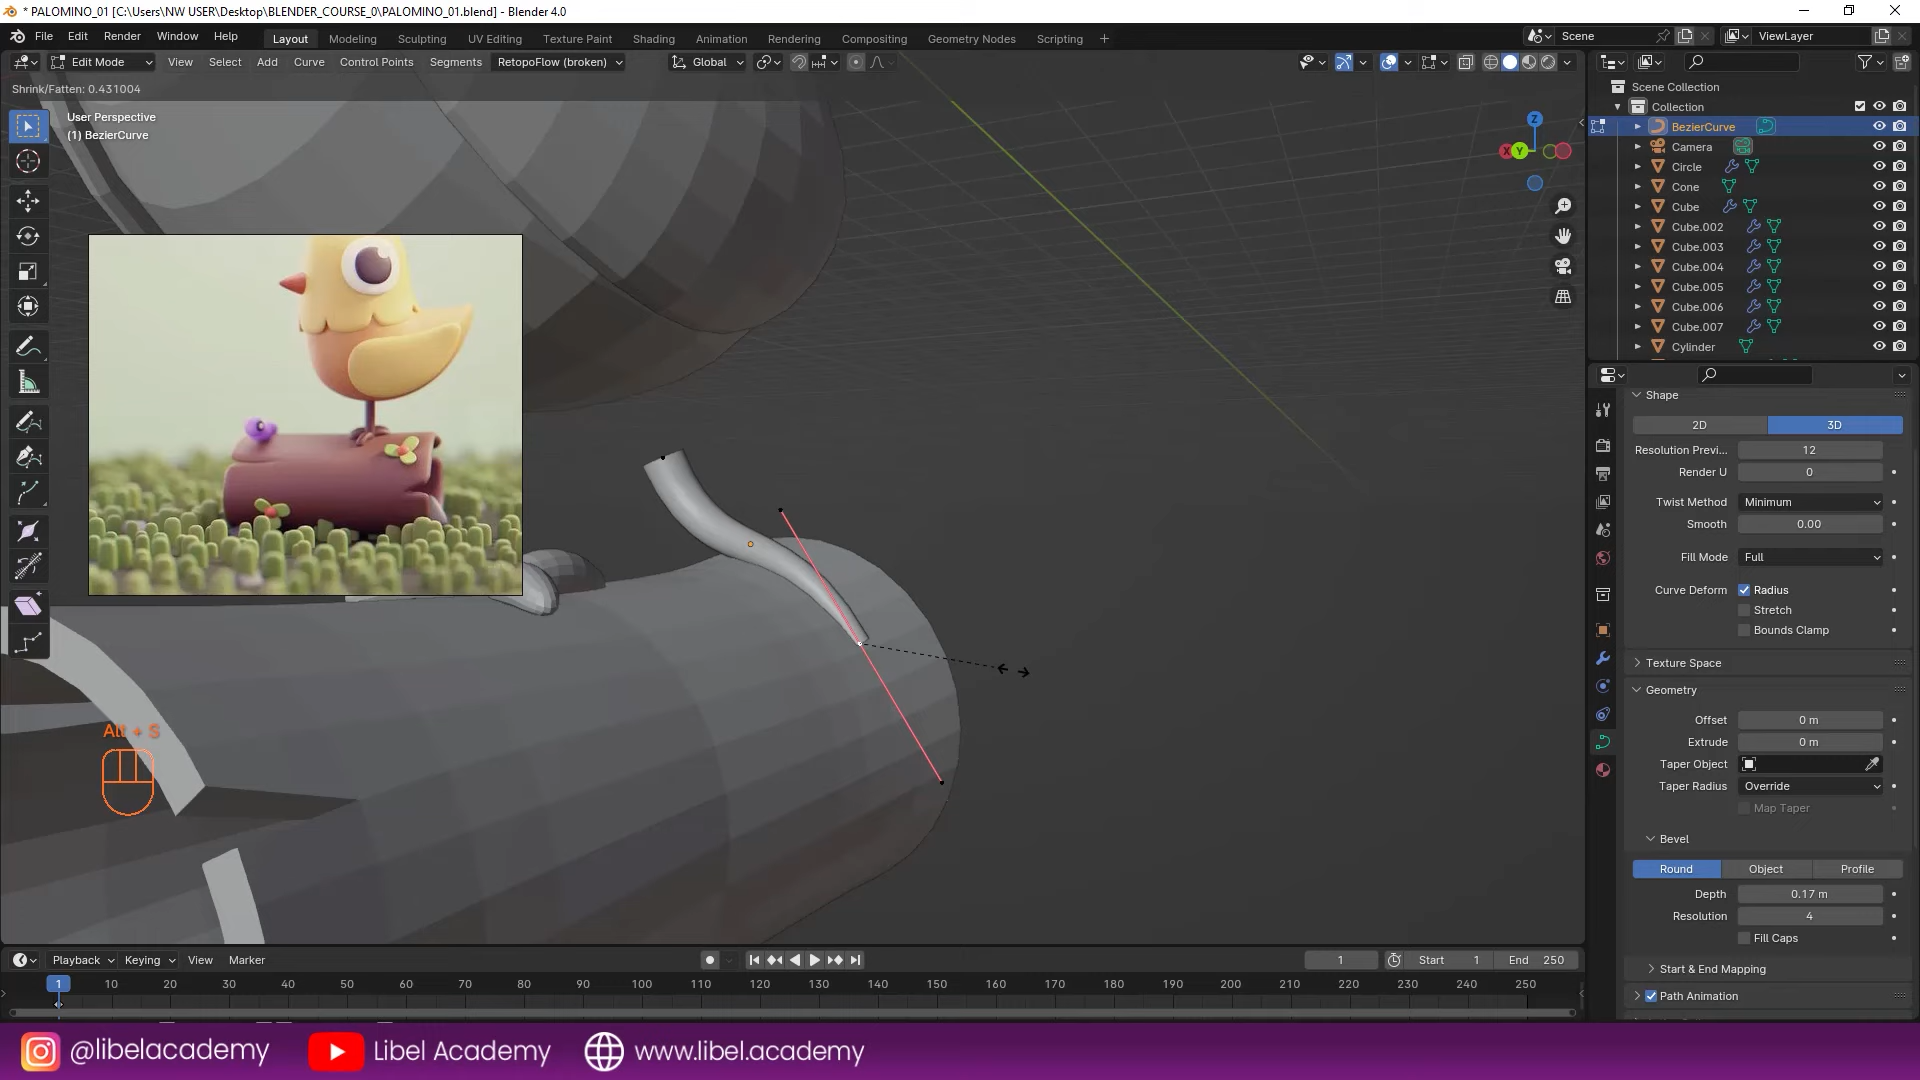 * PALOMINO_01 [C:\Users\NW USER\Desktop\BLENDER_COURSE_0\PALOMINO_01.blend] - Blender 4.0
File Edit Render Window Help
Layout Modeling Sculpting UV Editing Texture Paint Shading Animation Rendering Compositing Geometry Nodes Scripting +
Scene ViewLayer
Edit Mode View Select Add Curve Control Points Segments RetopoFlow (broken) Global
Shrink/Fatten: 0.431004
User Perspective
(1) BezierCurve
Z
X Y
Alt + S
Scene Collection
Collection
BezierCurve
Camera
Circle
Cone
Cube
Cube.002
Cube.003
Cube.004
Cube.005
Cube.006
Cube.007
Cylinder
Shape
2D 3D
Resolution Previ... 12
Render U 0
Twist Method Minimum
Smooth 0.00
Fill Mode Full
Curve Deform Radius
Stretch
Bounds Clamp
Texture Space
Geometry
Offset 0 m
Extrude 0 m
Taper Object
Taper Radius Override
Map Taper
Bevel
Round Object Profile
Depth 0.17 m
Resolution 4
Fill Caps
Start & End Mapping
Path Animation
Playback Keying View Marker 1 Start 1 End 250
1 10 20 30 40 50 60 70 80 90 100 110 120 130 140 150 160 170 180 190 200 210 220 230 240 250
@libelacademy Libel Academy www.libel.academy